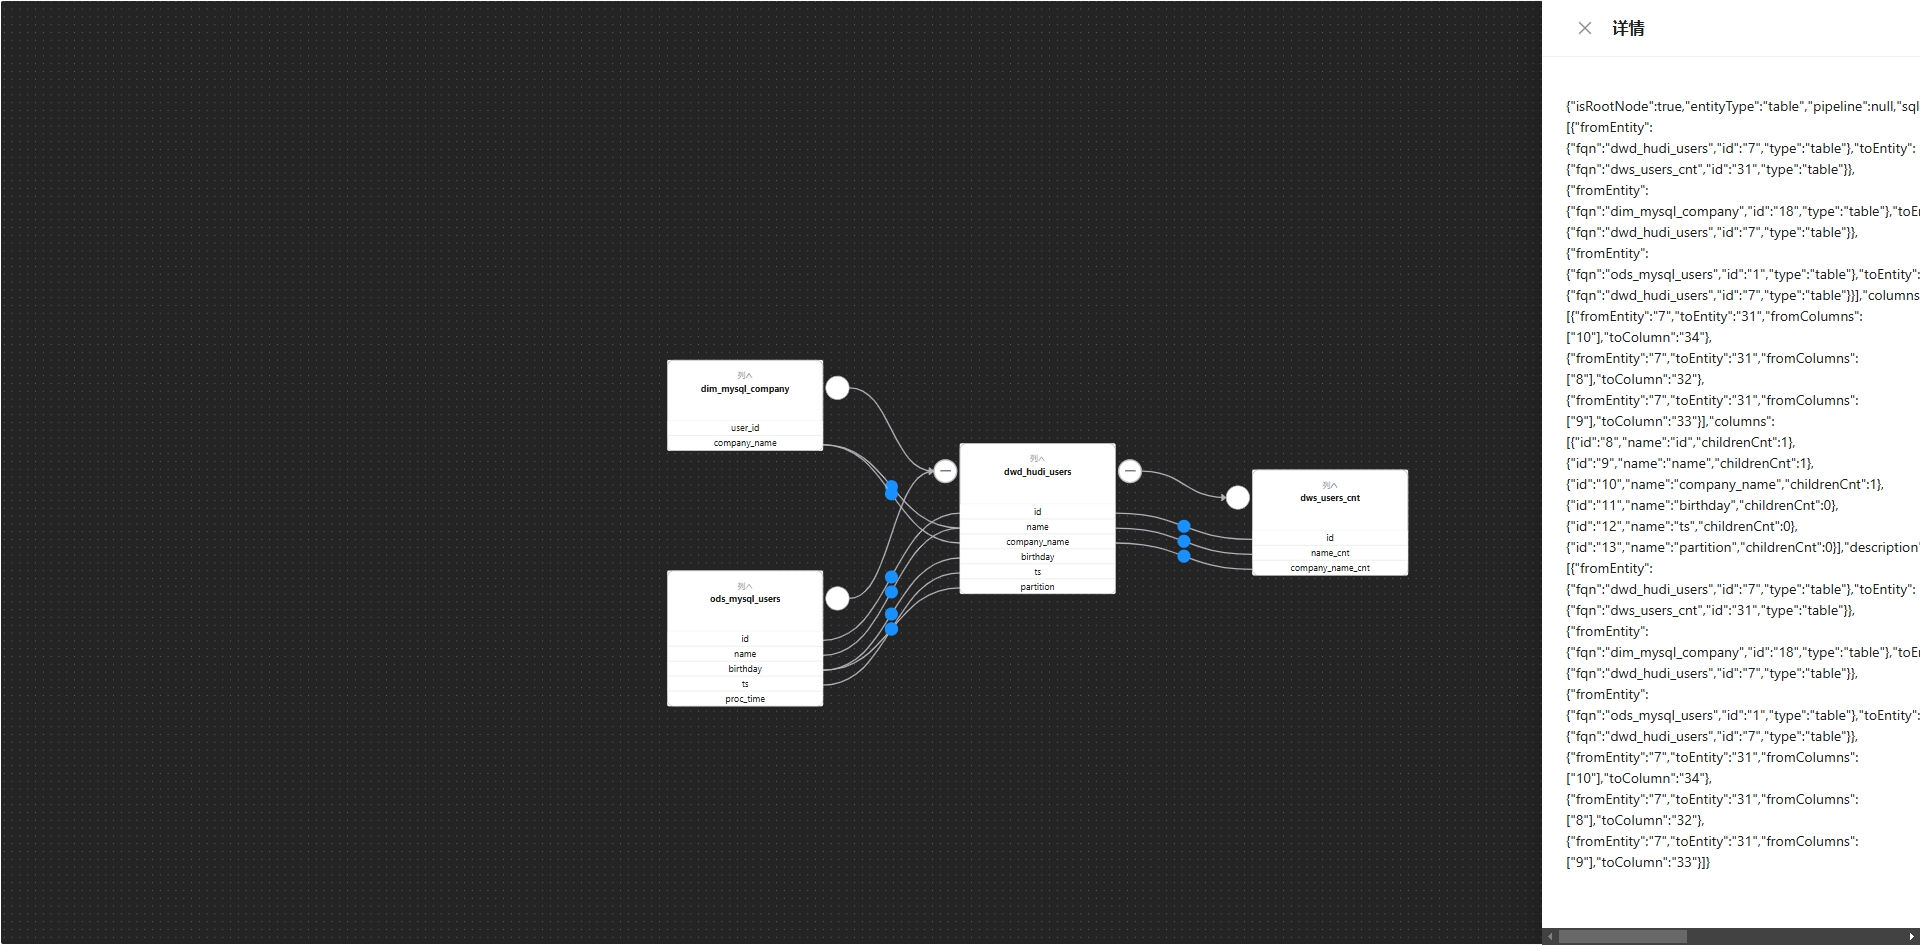 列へ
dim_mysql_company
user_id
company_name
列へ
ods_mysql_users
id
name
birthday
ts
proc_time
列へ
dwd_hudi_users
id
name
company_name
birthday
ts
partition
列へ
dws_users_cnt
id
name_cnt
company_name_cnt
详情
{"isRootNode":true,"entityType":"table","pipeline":null,"sql
[{"fromEntity":
{"fqn":"dwd_hudi_users","id":"7","type":"table"},"toEntity":
{"fqn":"dws_users_cnt","id":"31","type":"table"}},
{"fromEntity":
{"fqn":"dim_mysql_company","id":"18","type":"table"},"toEn
{"fqn":"dwd_hudi_users","id":"7","type":"table"}},
{"fromEntity":
{"fqn":"ods_mysql_users","id":"1","type":"table"},"toEntity":
{"fqn":"dwd_hudi_users","id":"7","type":"table"}}],"columns
[{"fromEntity":"7","toEntity":"31","fromColumns":
["10"],"toColumn":"34"},
{"fromEntity":"7","toEntity":"31","fromColumns":
["8"],"toColumn":"32"},
{"fromEntity":"7","toEntity":"31","fromColumns":
["9"],"toColumn":"33"}],"columns":
[{"id":"8","name":"id","childrenCnt":1},
{"id":"9","name":"name","childrenCnt":1},
{"id":"10","name":"company_name","childrenCnt":1},
{"id":"11","name":"birthday","childrenCnt":0},
{"id":"12","name":"ts","childrenCnt":0},
{"id":"13","name":"partition","childrenCnt":0}],"description"
[{"fromEntity":
{"fqn":"dwd_hudi_users","id":"7","type":"table"},"toEntity":
{"fqn":"dws_users_cnt","id":"31","type":"table"}},
{"fromEntity":
{"fqn":"dim_mysql_company","id":"18","type":"table"},"toEn
{"fqn":"dwd_hudi_users","id":"7","type":"table"}},
{"fromEntity":
{"fqn":"ods_mysql_users","id":"1","type":"table"},"toEntity":
{"fqn":"dwd_hudi_users","id":"7","type":"table"}},
{"fromEntity":"7","toEntity":"31","fromColumns":
["10"],"toColumn":"34"},
{"fromEntity":"7","toEntity":"31","fromColumns":
["8"],"toColumn":"32"},
{"fromEntity":"7","toEntity":"31","fromColumns":
["9"],"toColumn":"33"}]}